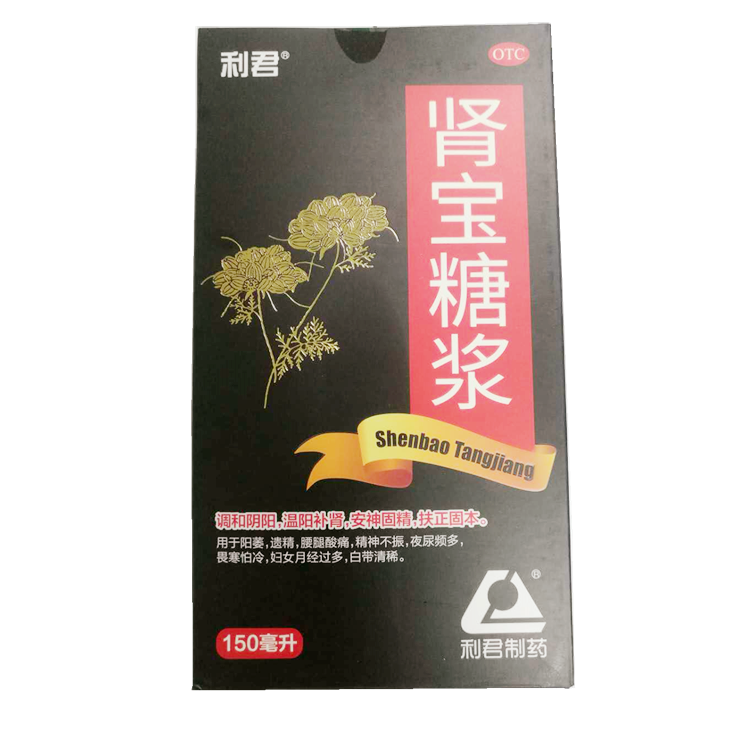 利君®
OTC
肾宝糖浆
Shenbao Tangjiang
调和阴阳，温阳补肾，安神固精，扶正固本。
用于阳萎，遗精，腰腿酸痛，精神不振，夜尿频多，
畏寒怕冷，妇女月经过多，白带清稀。
150毫升
®
利君制药